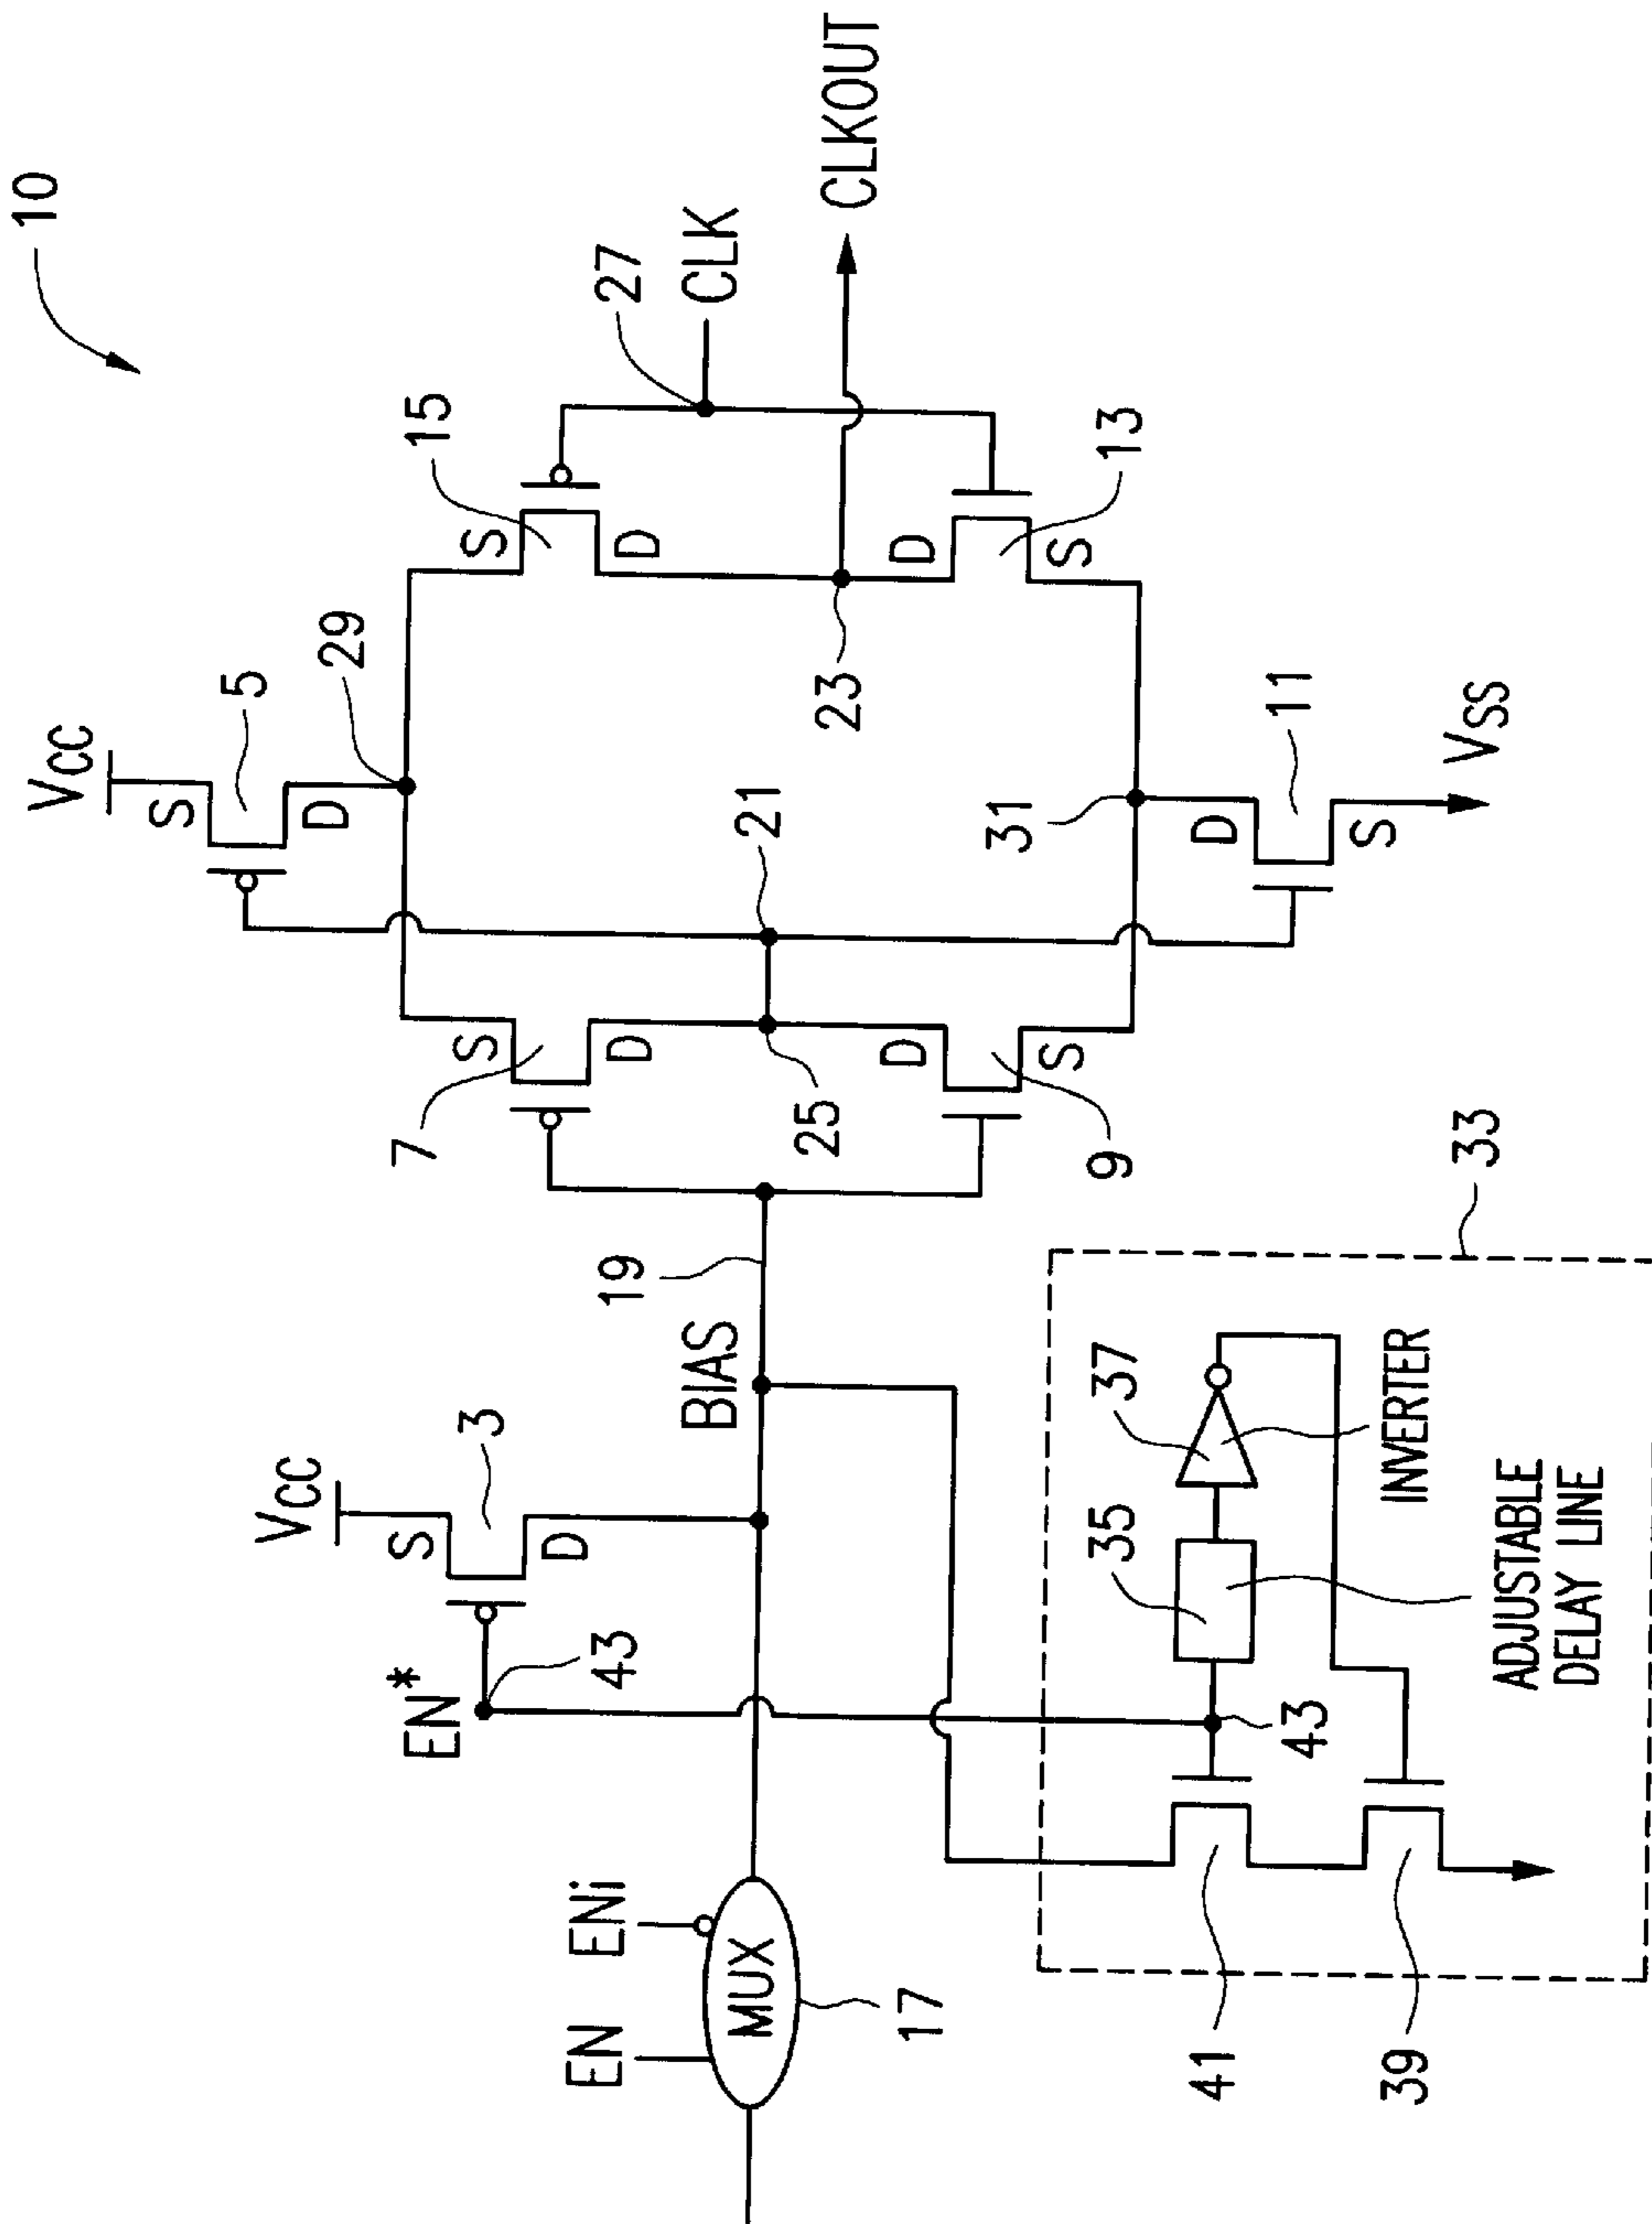 10
VCC
S
5
D
29
S
15
D
27
CLK
CLKOUT
23
D
13
S
21
7
S
D
25
D
9
S
31
D
11
S
VSS
VCC
S
3
D
EN*
43
BIAS
19
EN
ENi
MUX
17
33
35
37
INVERTER
43
ADJUSTABLE
DELAY LINE
41
39